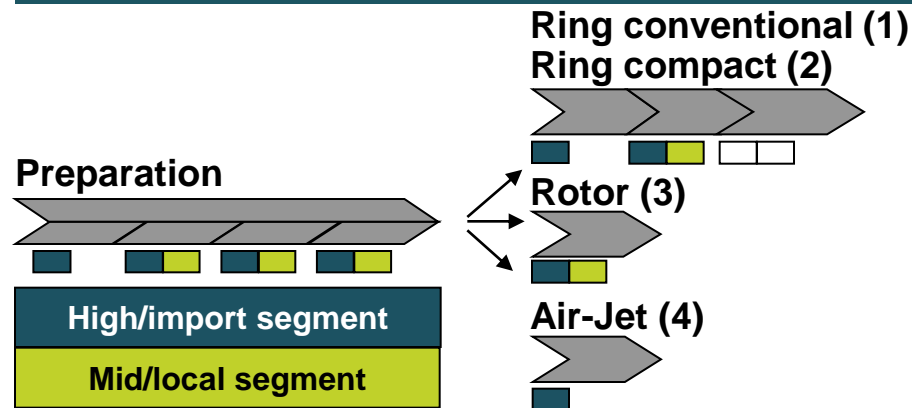 Ring conventional (1)
Ring compact (2)
Preparation
Rotor (3)
High/import segment
Air-Jet (4)
Mid/local segment